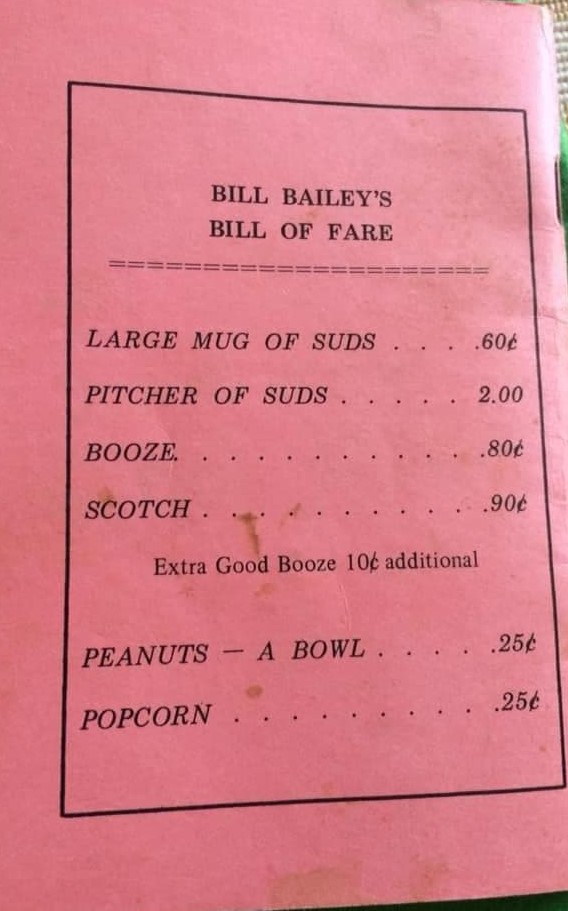 BILL BAILEY'S
BILL OF FARE
======================
LARGE MUG OF SUDS . . . .60¢
PITCHER OF SUDS . . . . . 2.00
BOOZE. . . . . . . . . . . . .80¢
SCOTCH . . . . . . . . . . . .90¢
Extra Good Booze 10¢ additional
PEANUTS — A BOWL . . . . .25¢
POPCORN . . . . . . . . . .25¢